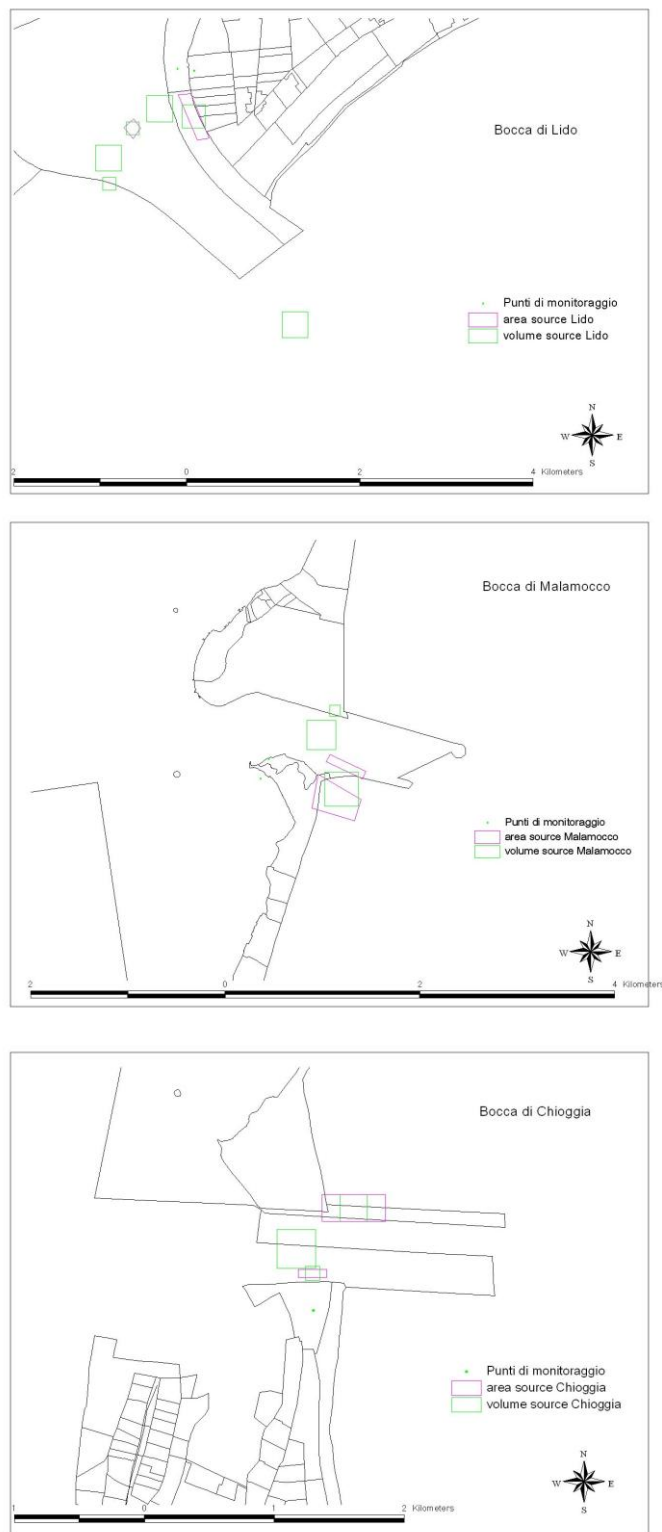 Bocca di Lido
Punti di monitoraggio
area source Lido
volume source Lido
N
W E
S
2 0 2 4 Kilometers
Bocca di Malamocco
Punti di monitoraggio
area source Malamocco
volume source Malamocco
N
W E
S
2 0 2 4 Kilometers
Bocca di Chioggia
Punti di monitoraggio
area source Chioggia
volume source Chioggia
N
W E
S
1 0 1 2 Kilometers